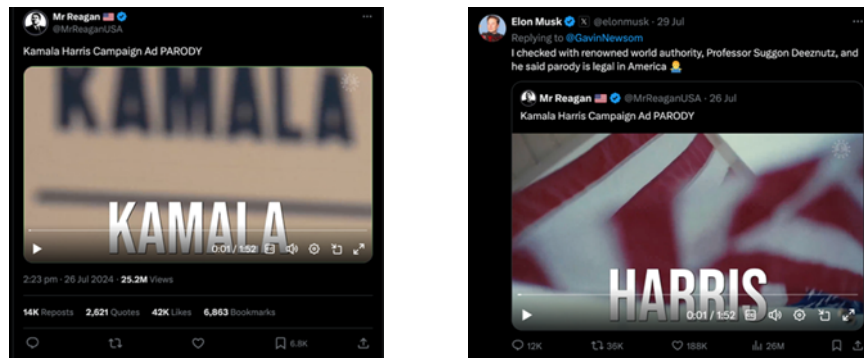 Mr Reagan
@MrReaganUSA
Kamala Harris Campaign Ad PARODY
KAMALA
KAMALA
0:01 / 1:52
2:23 pm · 26 Jul 2024 · 25.2M Views
14K Reposts 2,621 Quotes 42K Likes 6,863 Bookmarks
6.8K
Elon Musk @elonmusk · 29 Jul
Replying to @GavinNewsom
I checked with renowned world authority, Professor Suggon Deeznutz, and
he said parody is legal in America
Mr Reagan @MrReaganUSA · 26 Jul
Kamala Harris Campaign Ad PARODY
HARRIS
0:01 / 1:52
12K 36K 188K 26M